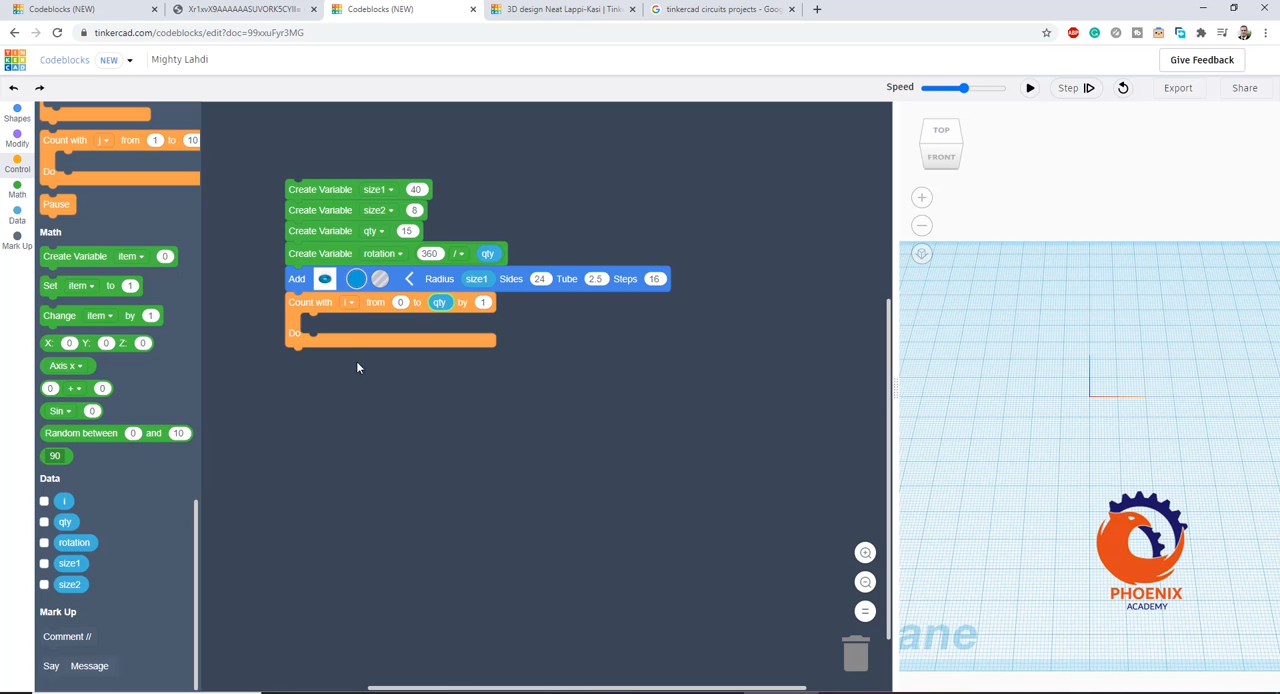 Codeblocks (NEW)
Xr1xvX9AAAAAASUVORK5CYII=
Codeblocks (NEW)
3D design Neat Lappi-Kasi | Tink
tinkercad circuits projects - Goog
tinkercad.com/codeblocks/edit?doc=99xxuFyr3MG
TIN KER CAD
Codeblocks NEW
Mighty Lahdi
Give Feedback
Speed
Step
Export
Share
Shapes
Modify
Control
Math
Data
Mark Up
Count with j from 1 to 10
Do
Pause
Math
Create Variable item 0
Set item to 1
Change item by 1
X: 0 Y: 0 Z: 0
Axis x
0 + 0
Sin 0
Random between 0 and 10
90
Data
i
qty
rotation
size1
size2
Mark Up
Comment //
Say Message
Create Variable size1 40
Create Variable size2 8
Create Variable qty 15
Create Variable rotation 360 / qty
Add Radius size1 Sides 24 Tube 2.5 Steps 16
Count with i from 0 to qty by 1
Do
TOP
FRONT
PHOENIX
ACADEMY
ane